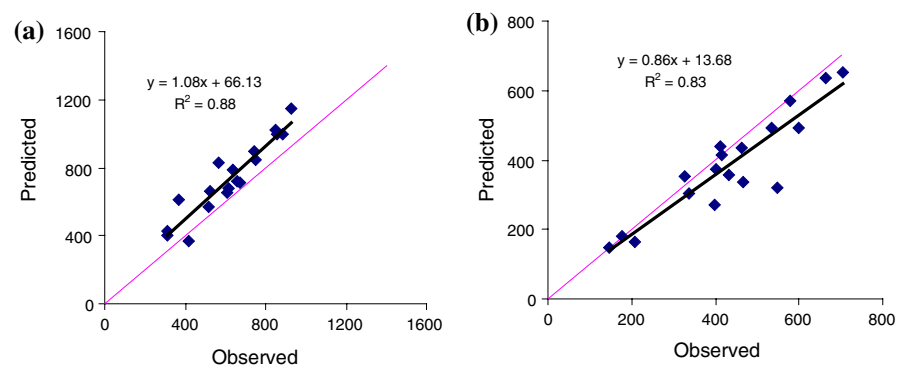 (a)
1600
1200
800
400
0
0 400 800 1200 1600
Predicted
Observed
y = 1.08x + 66.13
R² = 0.88
(b)
800
600
400
200
0
0 200 400 600 800
Predicted
Observed
y = 0.86x + 13.68
R² = 0.83